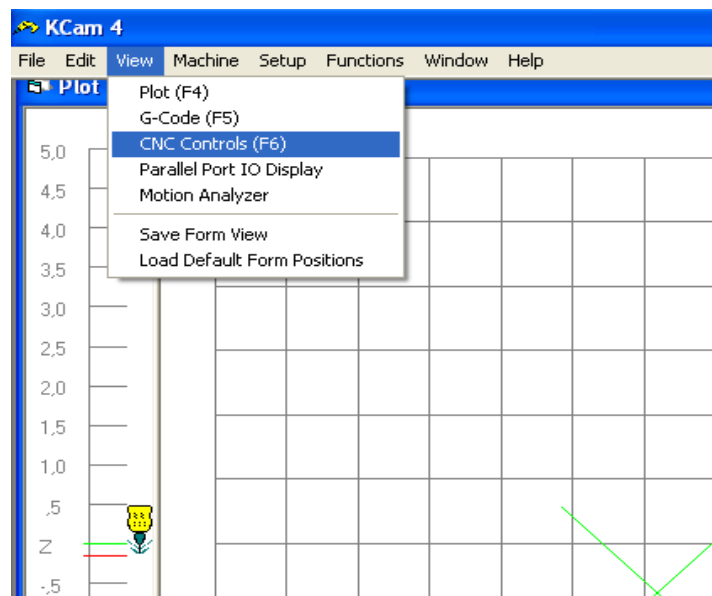 KCam 4
File Edit View Machine Setup Functions Window Help
Plot
Plot (F4)
G-Code (F5)
CNC Controls (F6)
Parallel Port IO Display
Motion Analyzer
Save Form View
Load Default Form Positions
5,0
4,5
4,0
3,5
3,0
2,5
2,0
1,5
1,0
,5
Z
-,5